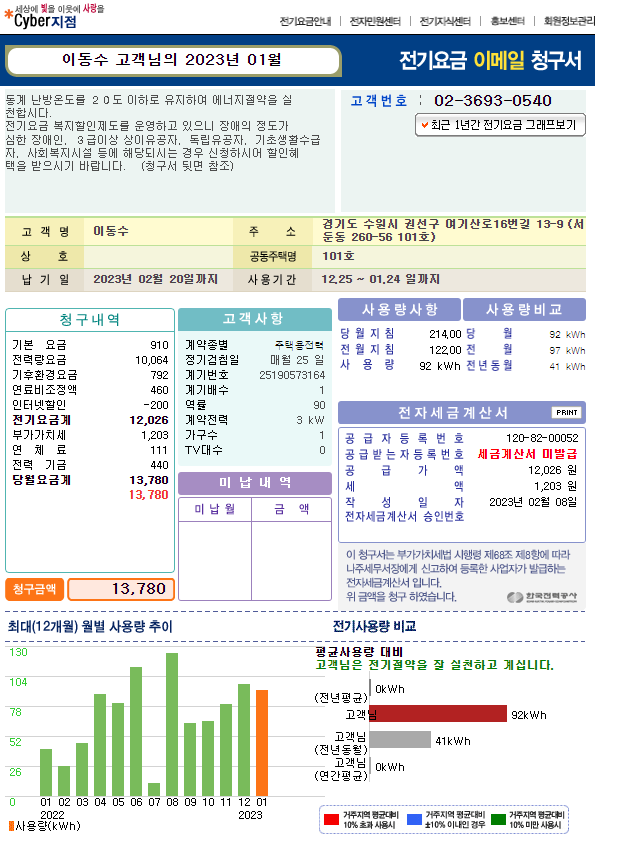 세상에 빛을 이웃에 사랑을
Cyber지점
전기요금안내 | 전자민원센터 | 전기지식센터 | 홍보센터 | 회원정보관리
이동수 고객님의 2023년 01월
전기요금 이메일 청구서
동계 난방온도를 20도 이하로 유지하여 에너지절약을 실
천합시다.
전기요금 복지할인제도를 운영하고 있으니 장애의 정도가
심한 장애인, 3급이상 상이유공자, 독립유공자, 기초생활수급
자, 사회복지시설 등에 해당되시는 경우 신청하시어 할인혜
택을 받으시기 바랍니다. (청구서 뒷면 참조)
고객번호 : 02-3693-0540
최근 1년간 전기요금 그래프보기
고객명 이동수 주소 경기도 수원시 권선구 여기산로16번길 13-9 (서
둔동 260-56 101호)
상호 공동주택명 101호
납기일 2023년 02월 20일까지 사용기간 12.25 ~ 01.24 일까지
청구내역
기본 요금 910
전력량요금 10,064
기후환경요금 792
연료비조정액 460
인터넷할인 -200
전기요금계 12,026
부가가치세 1,203
연 체 료 111
전력 기금 440
당월요금계 13,780
13,780
청구금액 13,780
고객사항
계약종별 주택용전력
정기검침일 매월 25 일
계기번호 25190573164
계기배수 1
역률 90
계약전력 3 kW
가구수 1
TV대수 0
미납내역
미납월 금액
사용량사항
당월지침 214,00
전월지침 122,00
사용량 92 kWh
사용량비교
당월 92 kWh
전월 97 kWh
전년동월 41 kWh
전자세금계산서 PRINT
공급자등록번호 120-82-00052
공급받는자등록번호 세금계산서 미발급
공급가액 12,026 원
세액 1,203 원
작성일자 2023년 02월 08일
전자세금계산서 승인번호
이 청구서는 부가가치세법 시행령 제68조 제8항에 따라
나주세무서장에게 신고하여 등록한 사업자가 발급하는
전자세금계산서 입니다.
위 금액을 청구 하였습니다.
한국전력공사
최대(12개월) 월별 사용량 추이
130
104
78
52
26
0
01 02 03 04 05 06 07 08 09 10 11 12 01
2022 2023
사용량(kWh)
전기사용량 비교
평균사용량 대비
고객님은 전기절약을 잘 실천하고 계십니다.
0kWh
(전년평균)
고객님 92kWh
고객님
(전년동월) 41kWh
고객님
(연간평균) 0kWh
거주지역 평균대비
10% 초과 사용시
거주지역 평균대비
±10% 이내인 경우
거주지역 평균대비
10% 미만 사용시